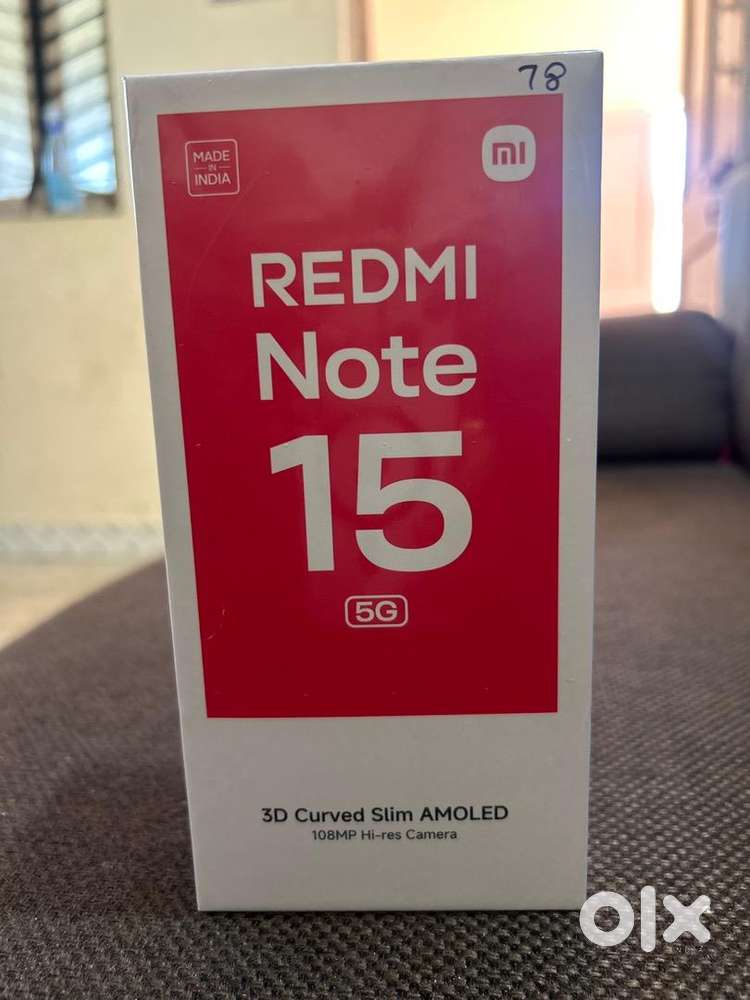 78
MADE
IN
INDIA
mi
REDMI
Note
15
5G
3D Curved Slim AMOLED
108MP Hi-res Camera
olx